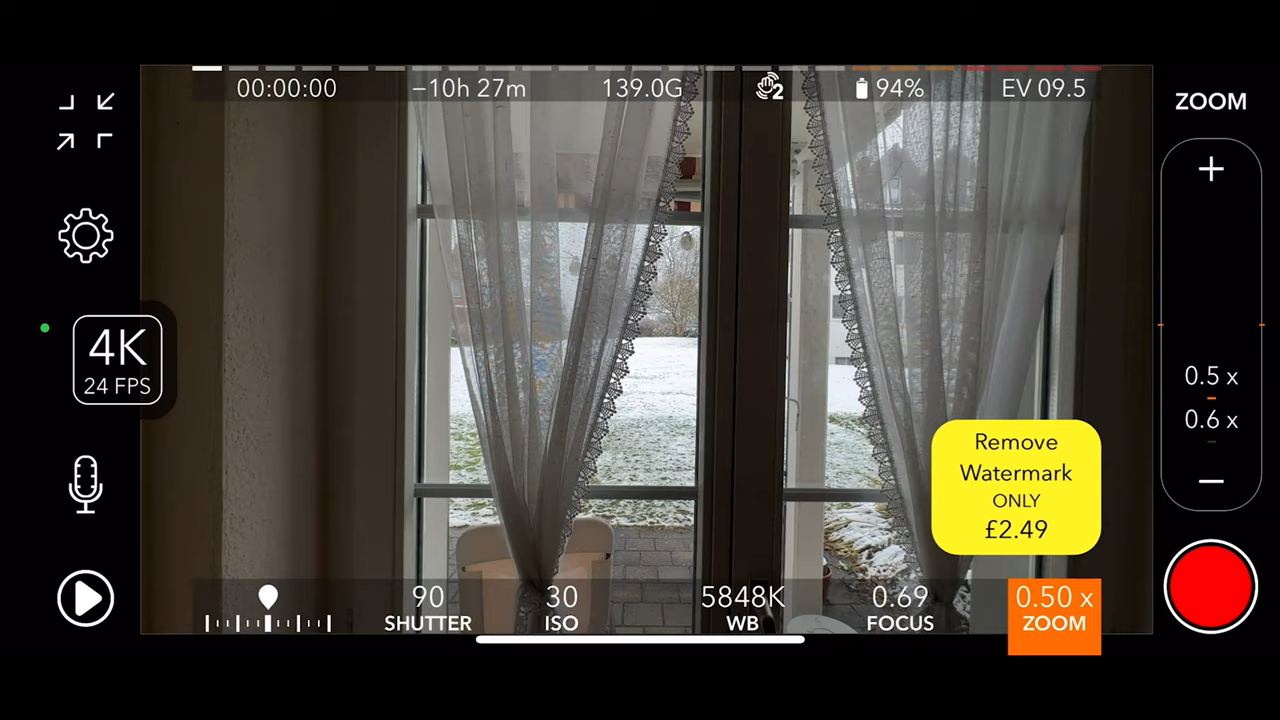 00:00:00
−10h 27m
139.0G
2
94%
EV 09.5
ZOOM
+
4K
24 FPS
0.5 x
0.6 x
−
Remove
Watermark
ONLY
£2.49
90
SHUTTER
30
ISO
5848K
WB
0.69
FOCUS
0.50 x
ZOOM